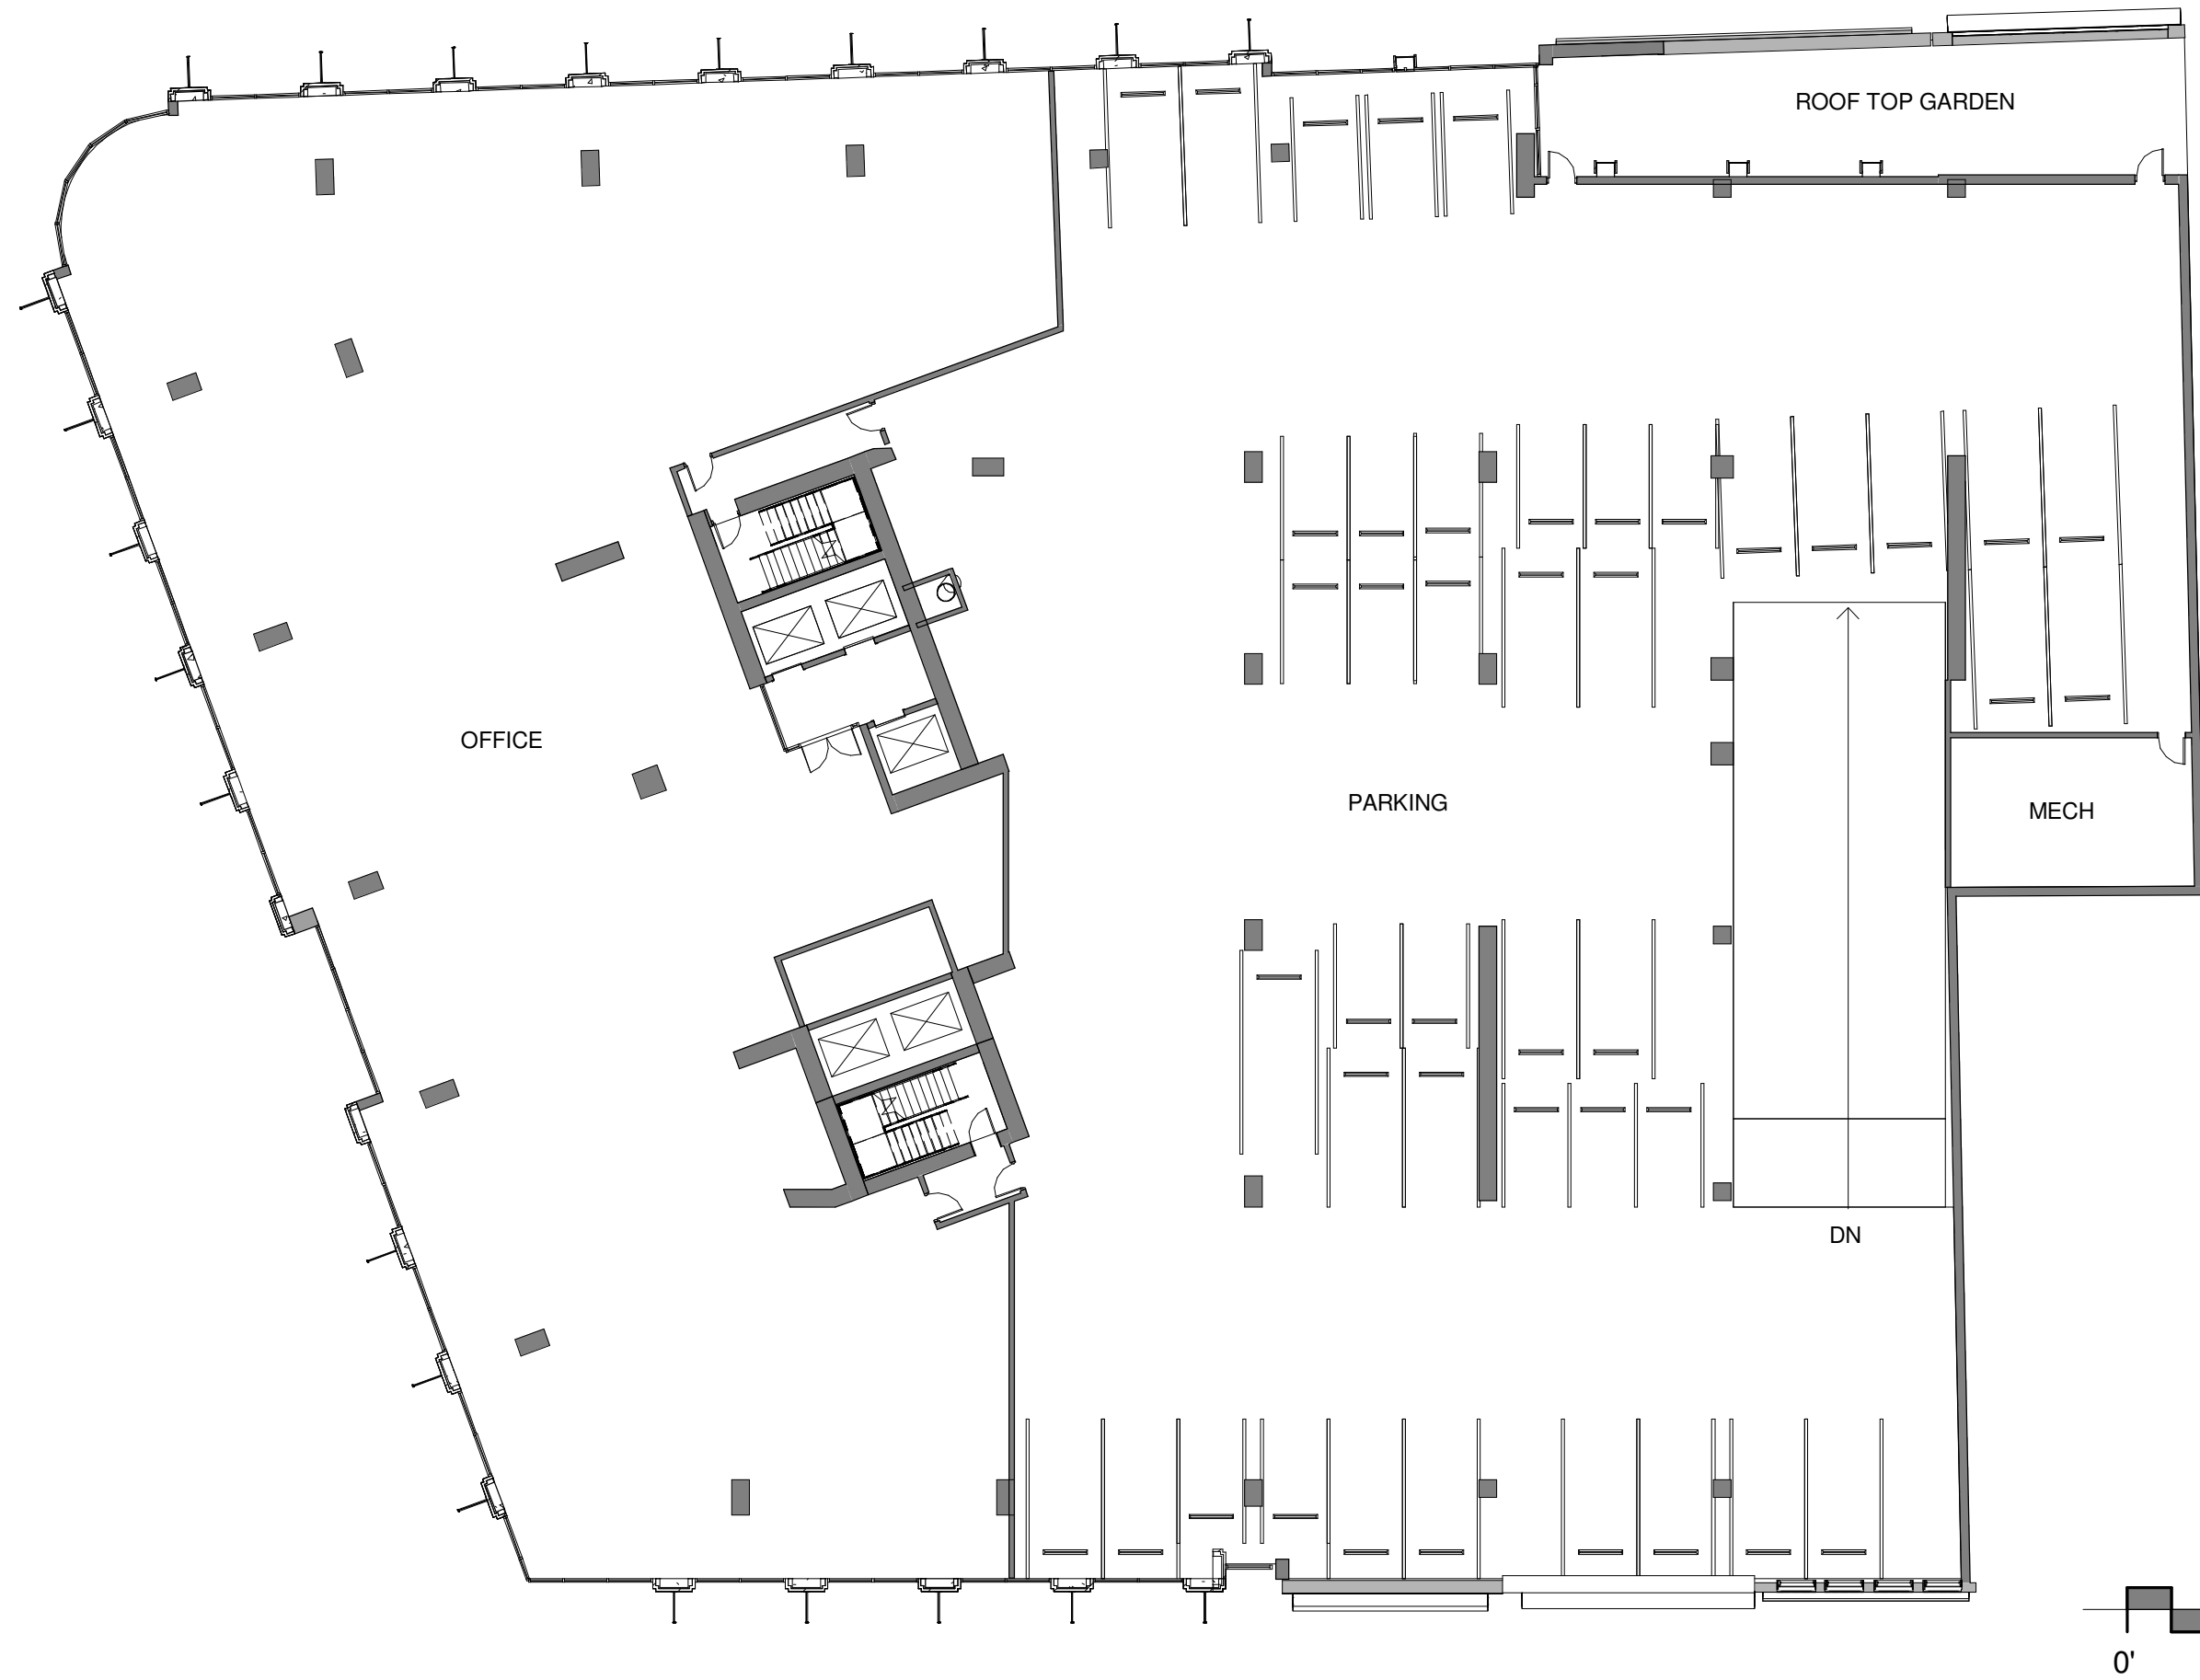 ROOF TOP GARDEN
OFFICE
PARKING
MECH
DN
0'